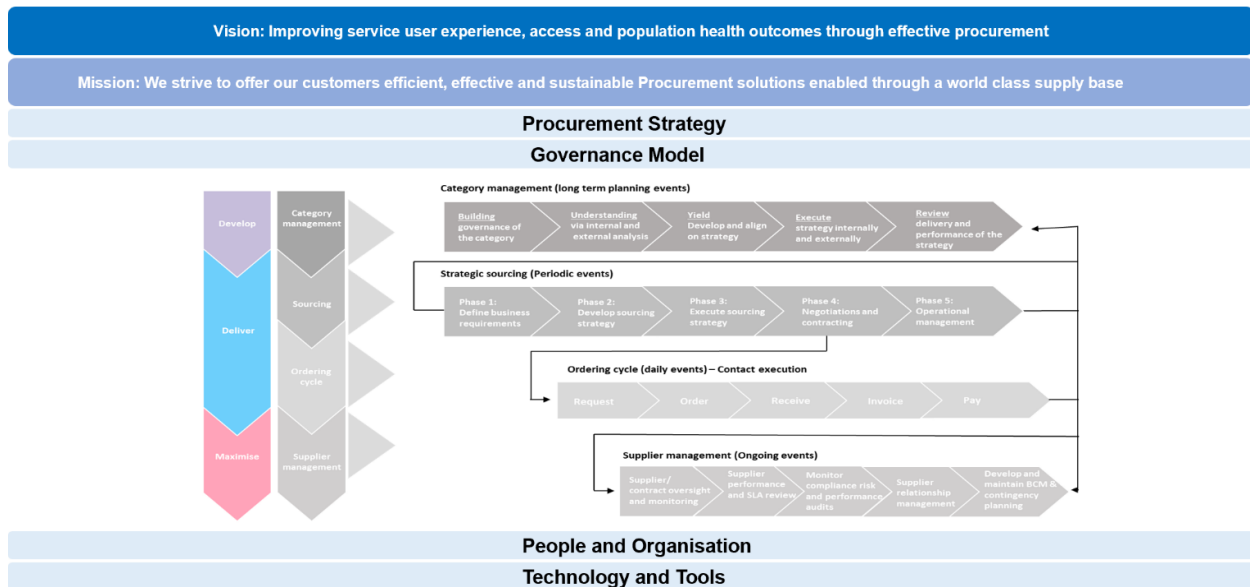 Vision: Improving service user experience, access and population health outcomes through effective procurement
Mission: We strive to offer our customers efficient, effective and sustainable Procurement solutions enabled through a world class supply base
Procurement Strategy
Governance Model
Develop
Deliver
Maximise
Category
management
Sourcing
Ordering
cycle
Supplier
management
Category management (long term planning events)
Building
governance of
the category
Understanding
via internal and
external analysis
Yield
Develop and align
on strategy
Execute
strategy internally
and externally
Review
delivery and
performance of the
strategy
Strategic sourcing (Periodic events)
Phase 1:
Define business
requirements
Phase 2:
Develop sourcing
strategy
Phase 3:
Execute sourcing
strategy
Phase 4:
Negotiations and
contracting
Phase 5:
Operational
management
Ordering cycle (daily events) – Contact execution
Request
Order
Receive
Invoice
Pay
Supplier management (Ongoing events)
Supplier/
contract oversight
and monitoring
Supplier
performance
and SLA review
Monitor
compliance risk
and performance
audits
Supplier
relationship
management
Develop and
maintain BCM &
contingency
planning
People and Organisation
Technology and Tools